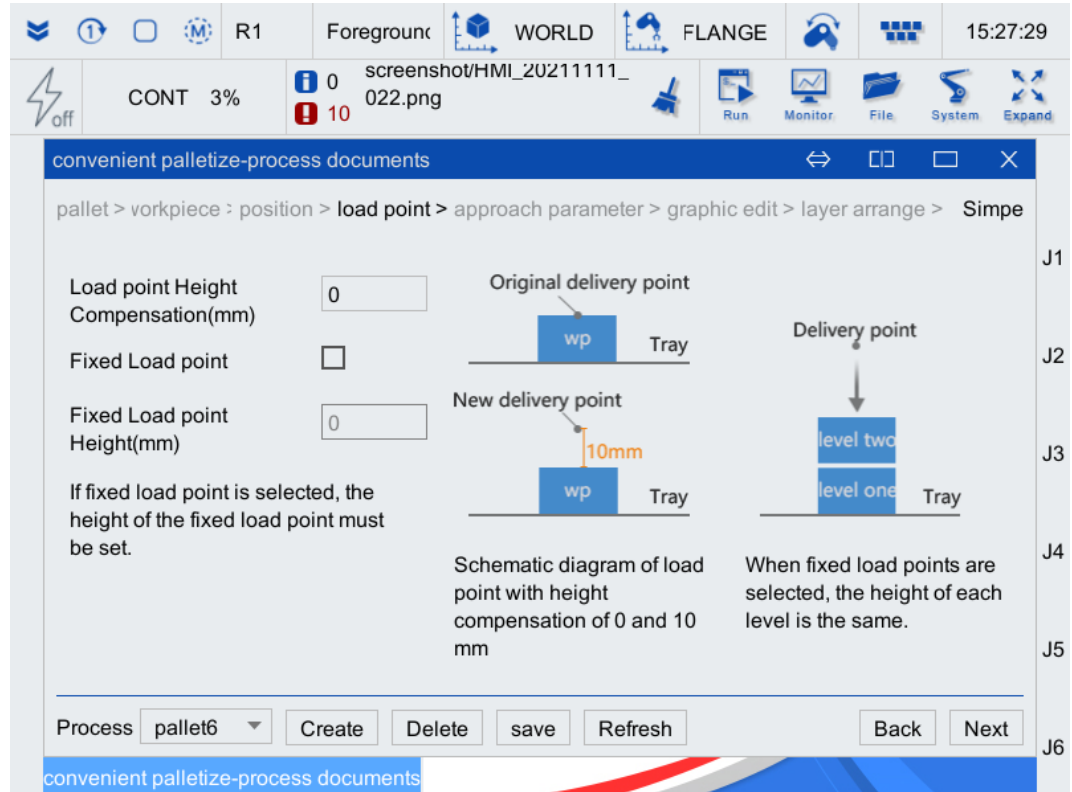 R1
Foregrounc
WORLD
FLANGE
15:27:29
off
CONT 3%
0
10
screenshot/HMI_20211111_
022.png
Run
Monitor
File
System
Expand
convenient palletize-process documents
pallet > workpiece > position > load point > approach parameter > graphic edit > layer arrange > Simpe
J1
J2
J3
J4
J5
J6
Load point Height
Compensation(mm)
0
Fixed Load point
Fixed Load point
Height(mm)
0
If fixed load point is selected, the
height of the fixed load point must
be set.
Original delivery point
wp
Tray
New delivery point
10mm
wp
Tray
Schematic diagram of load
point with height
compensation of 0 and 10
mm
Delivery point
level two
level one
Tray
When fixed load points are
selected, the height of each
level is the same.
Process
pallet6
Create
Delete
save
Refresh
Back
Next
convenient palletize-process documents